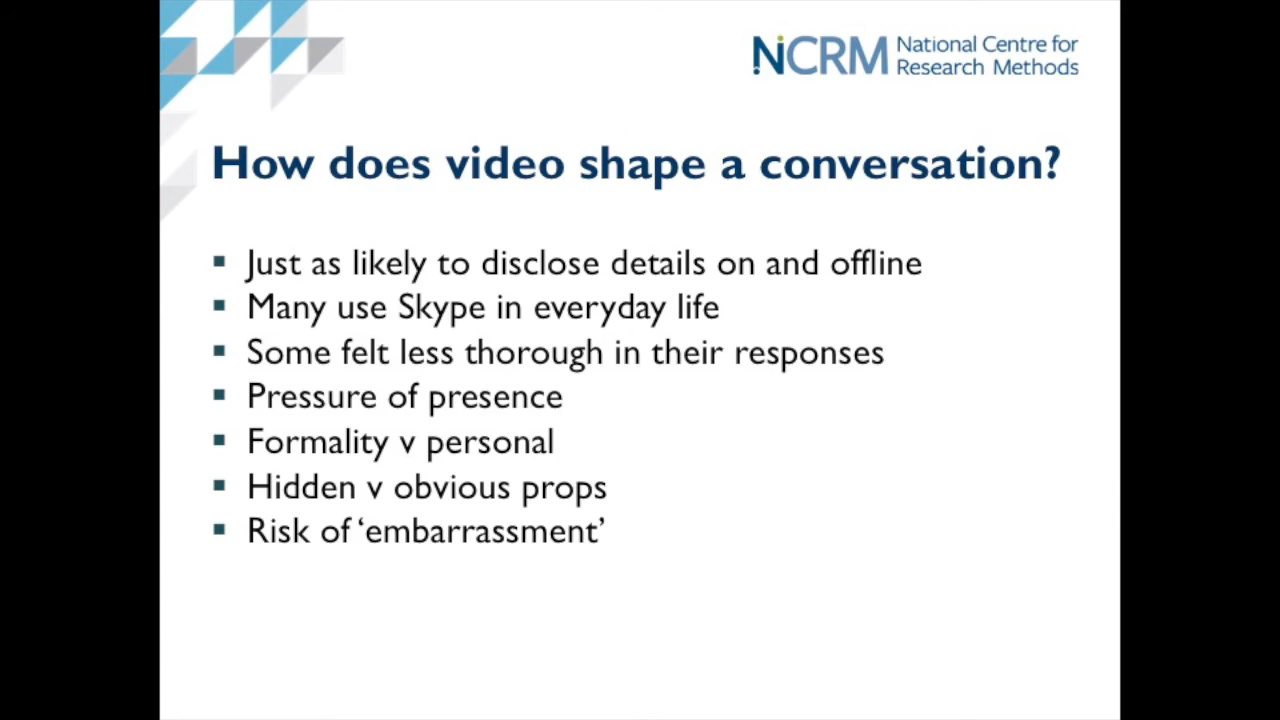 NCRM National Centre for
Research Methods
How does video shape a conversation?
▪ Just as likely to disclose details on and offline
▪ Many use Skype in everyday life
▪ Some felt less thorough in their responses
▪ Pressure of presence
▪ Formality v personal
▪ Hidden v obvious props
▪ Risk of ‘embarrassment’